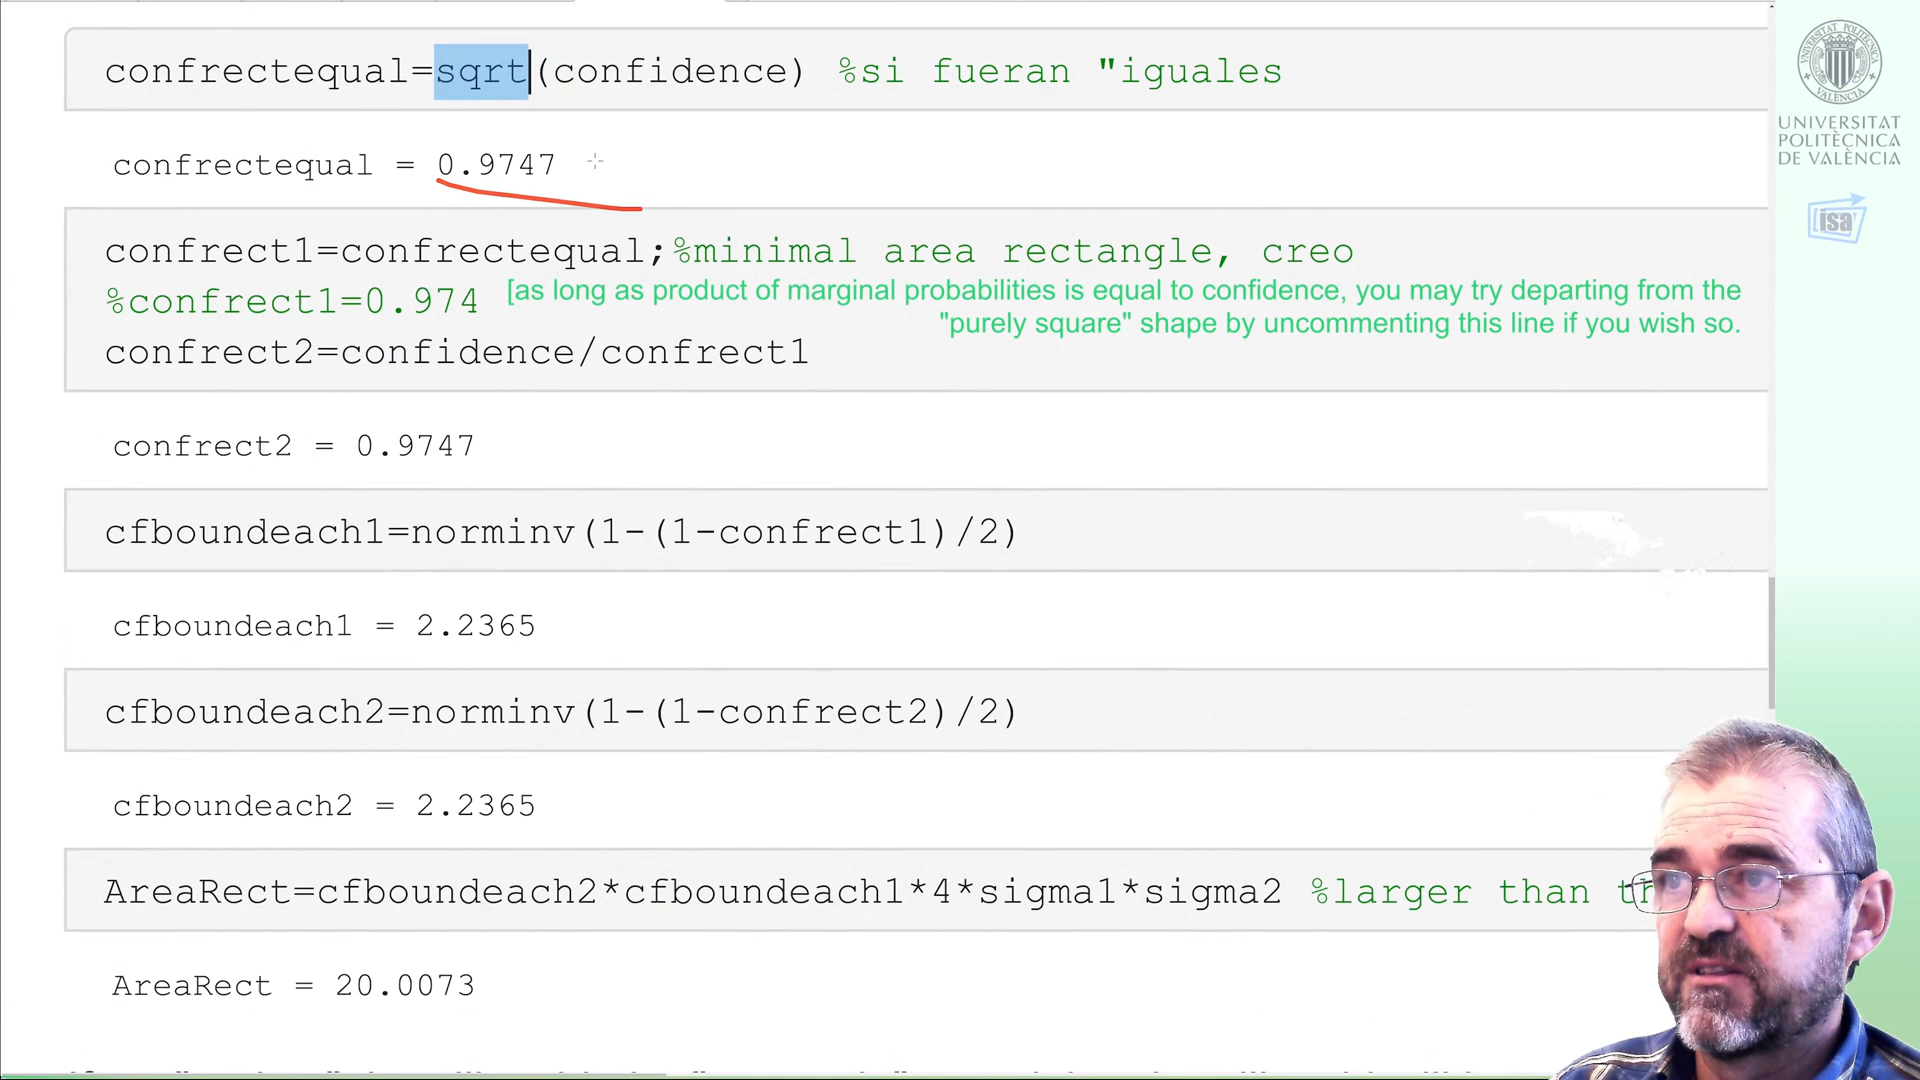 confrectequal=sqrt(confidence) %si fueran "iguales
confrectequal = 0.9747
confrect1=confrectequal;%minimal area rectangle, creo
%confrect1=0.974
[as long as product of marginal probabilities is equal to confidence, you may try departing from the
"purely square" shape by uncommenting this line if you wish so.
confrect2=confidence/confrect1
confrect2 = 0.9747
cfboundeach1=norminv(1-(1-confrect1)/2)
cfboundeach1 = 2.2365
cfboundeach2=norminv(1-(1-confrect2)/2)
cfboundeach2 = 2.2365
AreaRect=cfboundeach2*cfboundeach1*4*sigma1*sigma2 %larger than
AreaRect = 20.0073
UNIVERSITAT
POLITÈCNICA
DE VALÈNCIA
isa